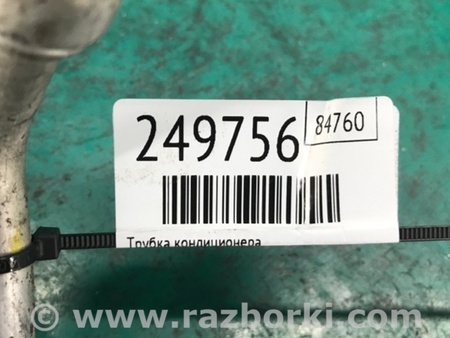 249756
84760
Трубка кондиционера
www.razborki.com